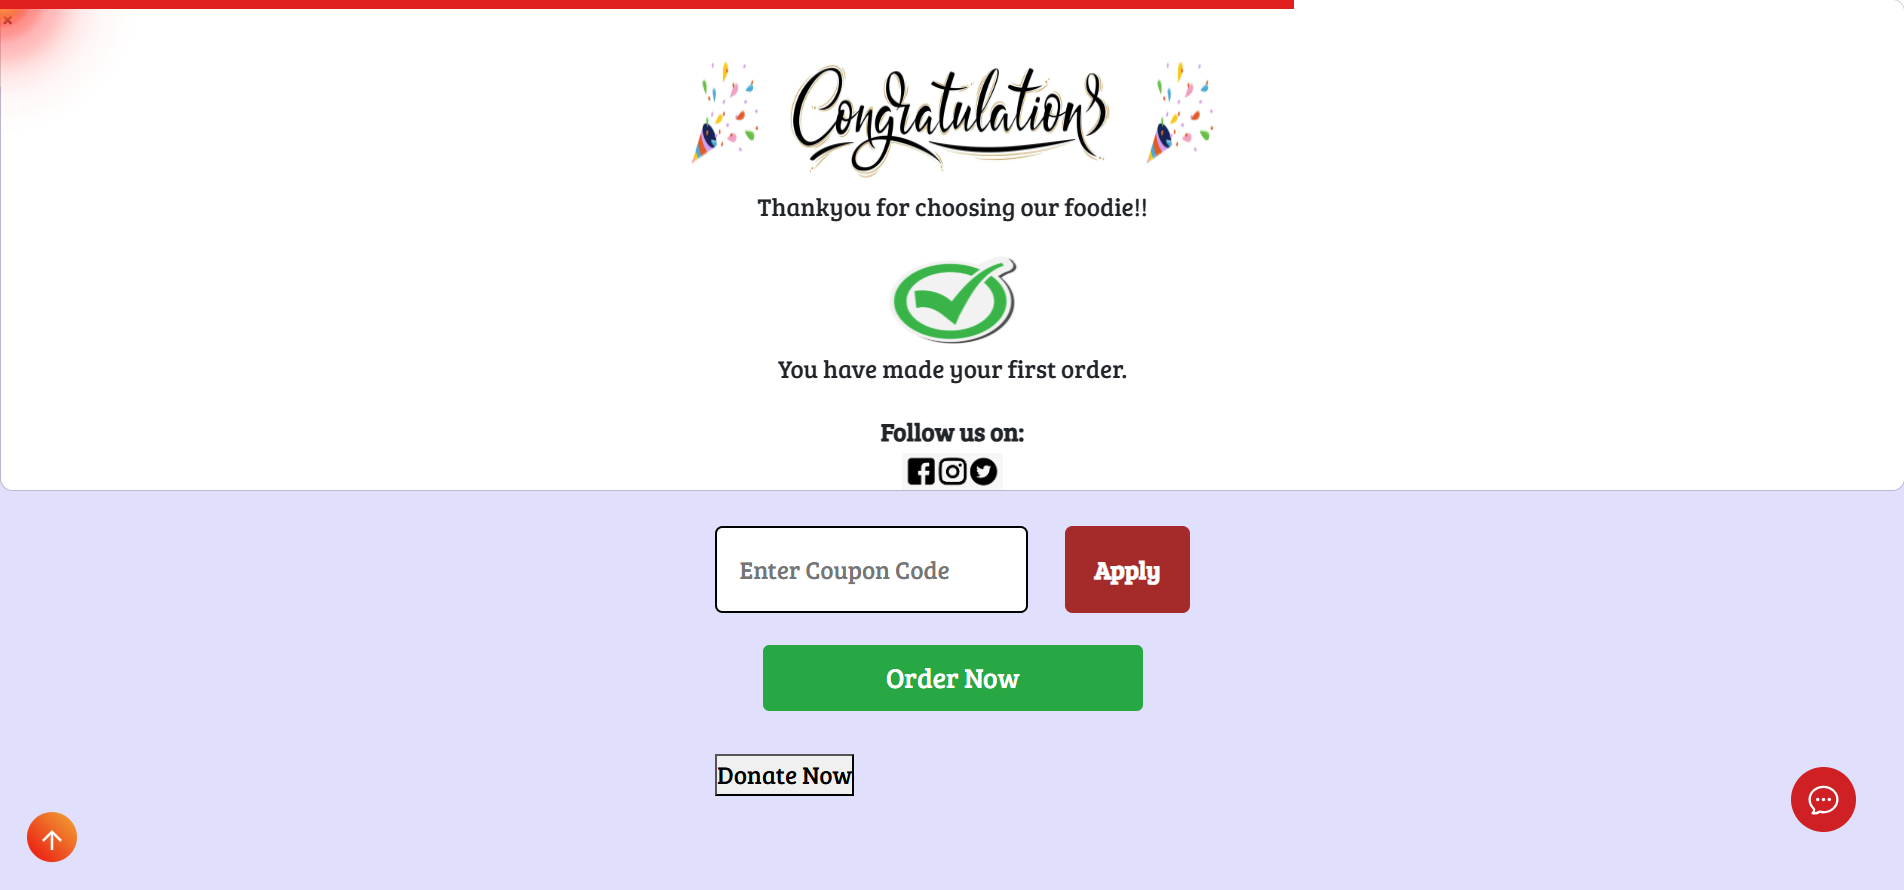 ×
Congratulations
Thankyou for choosing our foodie!!
You have made your first order.
Follow us on:
Enter Coupon Code
Apply
Order Now
Donate Now